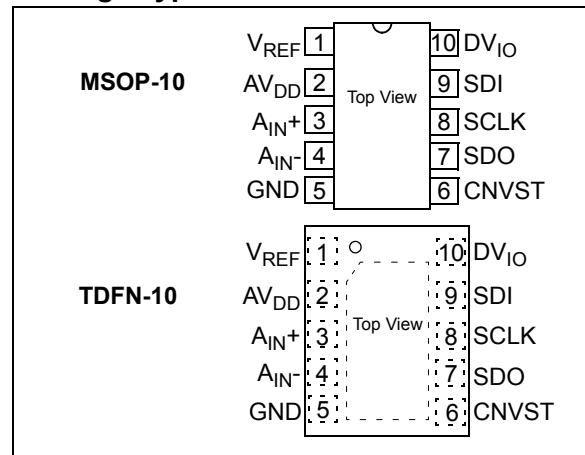 V_REF 1 10 DV_IO
MSOP-10 AV_DD 2 Top View 9 SDI
A_IN+ 3 8 SCLK
A_IN- 4 7 SDO
GND 5 6 CNVST
V_REF 1 10 DV_IO
TDFN-10 AV_DD 2 9 SDI
A_IN+ 3 Top View 8 SCLK
A_IN- 4 7 SDO
GND 5 6 CNVST